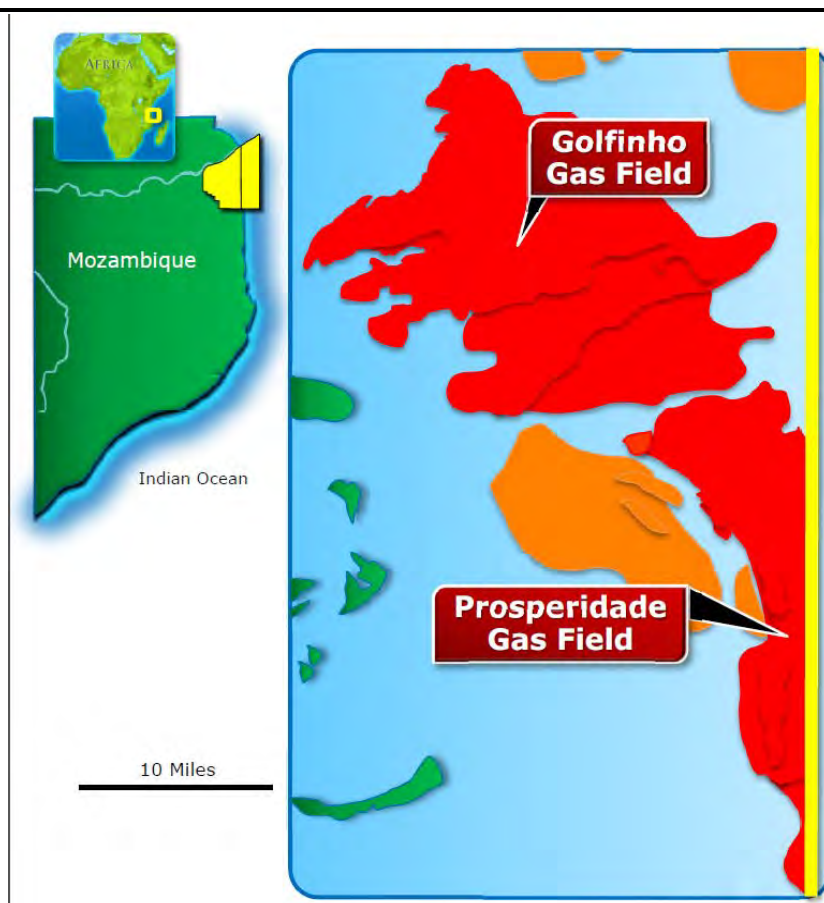 AFRICA
Mozambique
Indian Ocean
10 Miles
Golfinho
Gas Field
Prosperidade
Gas Field